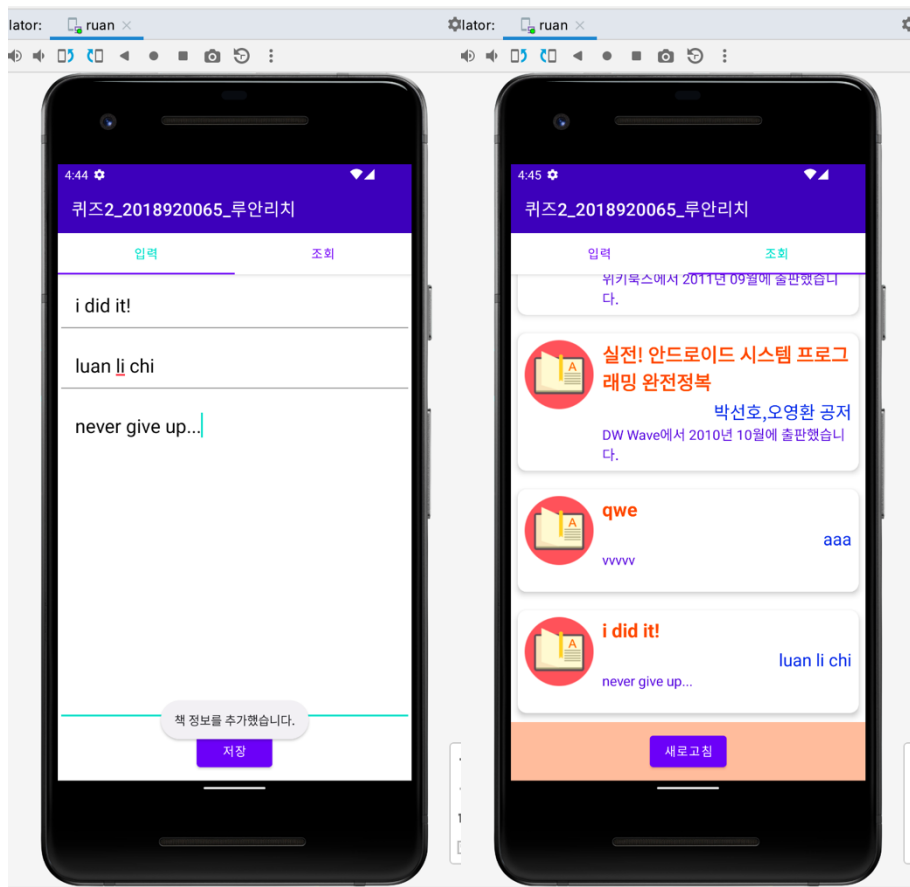 lator:
ruan
4:44
퀴즈2_2018920065_루안리치
입력
조회
i did it!
luan li chi
never give up...
책 정보를 추가했습니다.
저장
lator:
ruan
4:45
퀴즈2_2018920065_루안리치
입력
조회
위키북스에서 2011년 09월에 출판했습니
다.
실전! 안드로이드 시스템 프로그
래밍 완전정복
박선호,오영환 공저
DW Wave에서 2010년 10월에 출판했습니
다.
qwe
aaa
vvvvv
i did it!
luan li chi
never give up...
새로고침